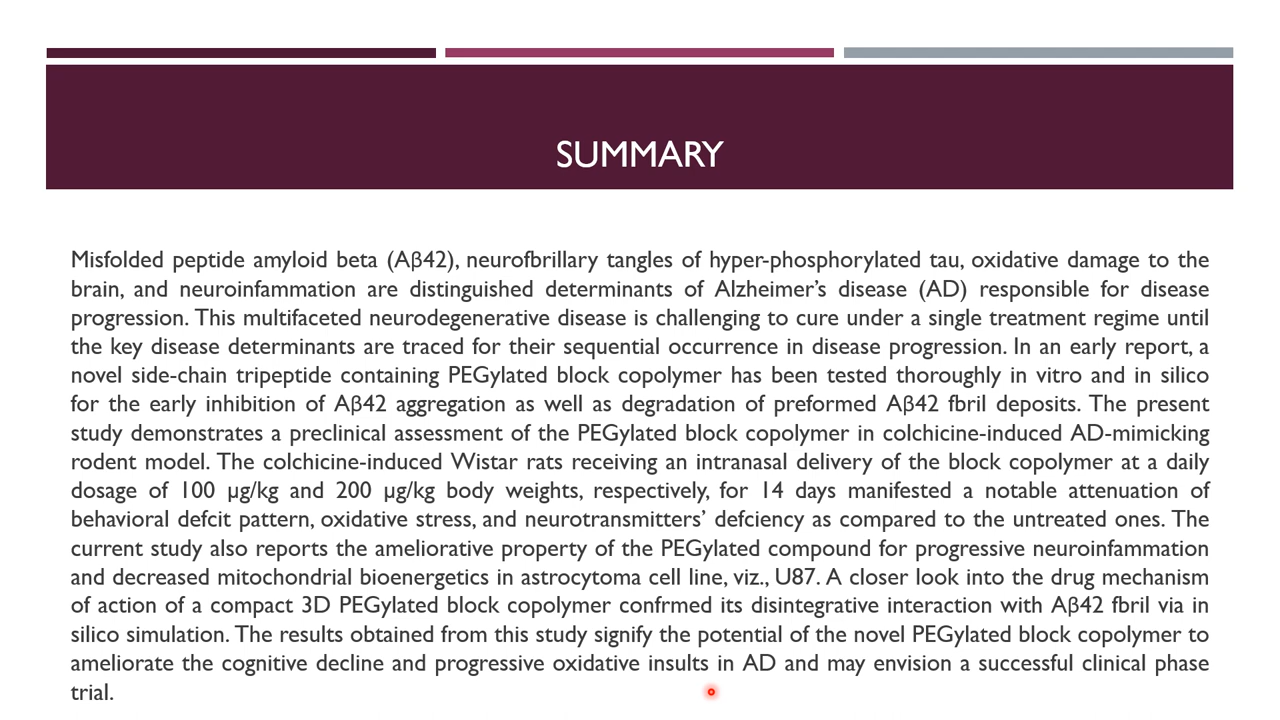 SUMMARY
Misfolded peptide amyloid beta (Aβ42), neurofbrillary tangles of hyper-phosphorylated tau, oxidative damage to the
brain, and neuroinfammation are distinguished determinants of Alzheimer’s disease (AD) responsible for disease
progression. This multifaceted neurodegenerative disease is challenging to cure under a single treatment regime until
the key disease determinants are traced for their sequential occurrence in disease progression. In an early report, a
novel side-chain tripeptide containing PEGylated block copolymer has been tested thoroughly in vitro and in silico
for the early inhibition of Aβ42 aggregation as well as degradation of preformed Aβ42 fbril deposits. The present
study demonstrates a preclinical assessment of the PEGylated block copolymer in colchicine-induced AD-mimicking
rodent model. The colchicine-induced Wistar rats receiving an intranasal delivery of the block copolymer at a daily
dosage of 100 μg/kg and 200 μg/kg body weights, respectively, for 14 days manifested a notable attenuation of
behavioral defcit pattern, oxidative stress, and neurotransmitters’ defciency as compared to the untreated ones. The
current study also reports the ameliorative property of the PEGylated compound for progressive neuroinfammation
and decreased mitochondrial bioenergetics in astrocytoma cell line, viz., U87. A closer look into the drug mechanism
of action of a compact 3D PEGylated block copolymer confrmed its disintegrative interaction with Aβ42 fbril via in
silico simulation. The results obtained from this study signify the potential of the novel PEGylated block copolymer to
ameliorate the cognitive decline and progressive oxidative insults in AD and may envision a successful clinical phase
trial.